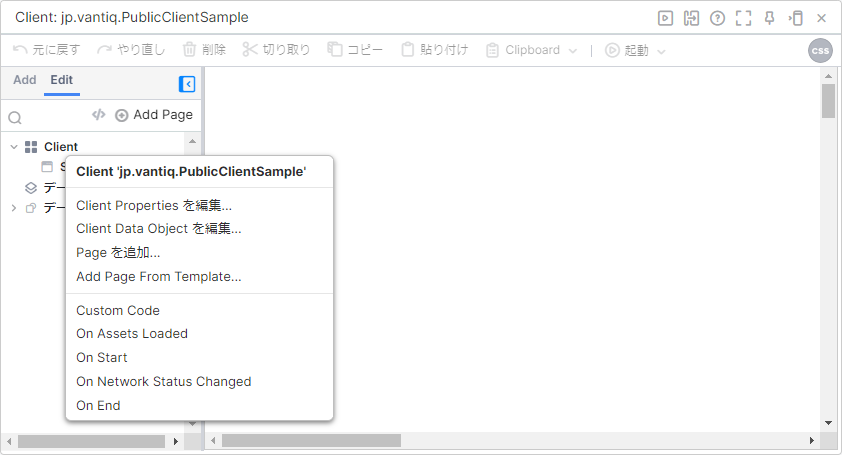 Client: jp.vantiq.PublicClientSample
元に戻す やり直し 削除 切り取り コピー 貼り付け Clipboard 起動 css
Add Edit
Add Page
Client
デー
デー
Client 'jp.vantiq.PublicClientSample'
Client Properties を編集...
Client Data Object を編集...
Page を追加...
Add Page From Template...
Custom Code
On Assets Loaded
On Start
On Network Status Changed
On End